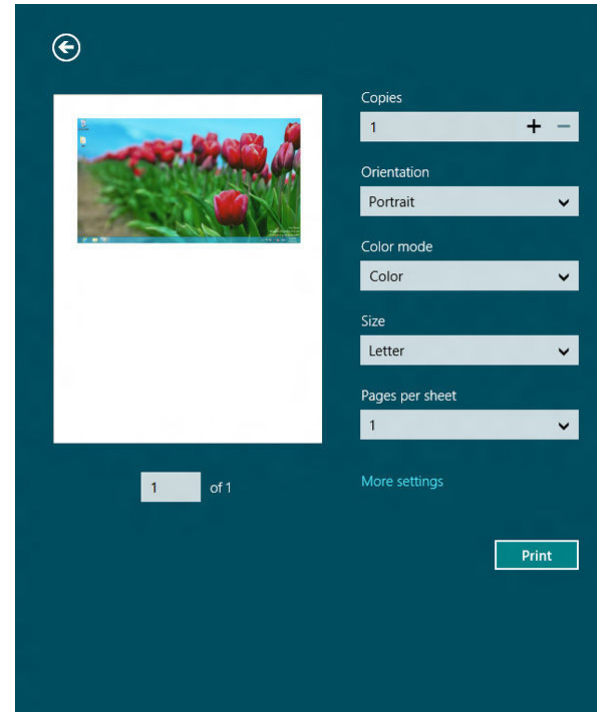 Copies
1
Orientation
Portrait
Color mode
Color
Size
Letter
Pages per sheet
1
1 of 1
More settings
Print